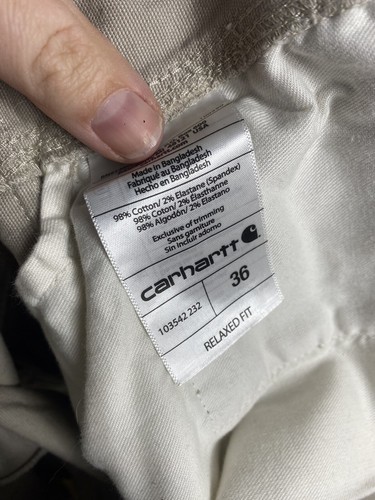 USA
Made in Bangladesh
Fabriqué au Bangladesh
Hecho en Bangladesh
98% Cotton/ 2% Elastane (Spandex)
98% Coton/ 2% Élasthanne
98% Algodón/ 2% Elastano
Exclusive of trimming
Sans garniture
Sin Incluir adorno
carhartt
103542 232
36
RELAXED FIT